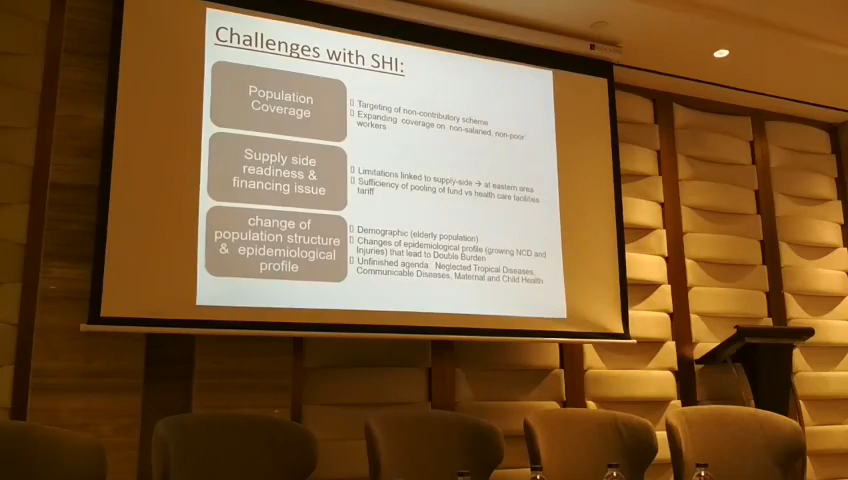 Challenges with SHI:
Population
Coverage
Targeting of non-contributory scheme
Expanding coverage on non-salaried, non-poor
workers
Supply side
readiness &
financing issue
Limitations linked to supply-side → at eastern area
Sufficiency of pooling of fund vs health care facilities
tariff
change of
population structure
& epidemiological
profile
Demographic (elderly population)
Changes of epidemiological profile (growing NCD and
Injuries) that lead to Double Burden
Unfinished agenda: Neglected Tropical Diseases,
Communicable Diseases, Maternal and Child Health